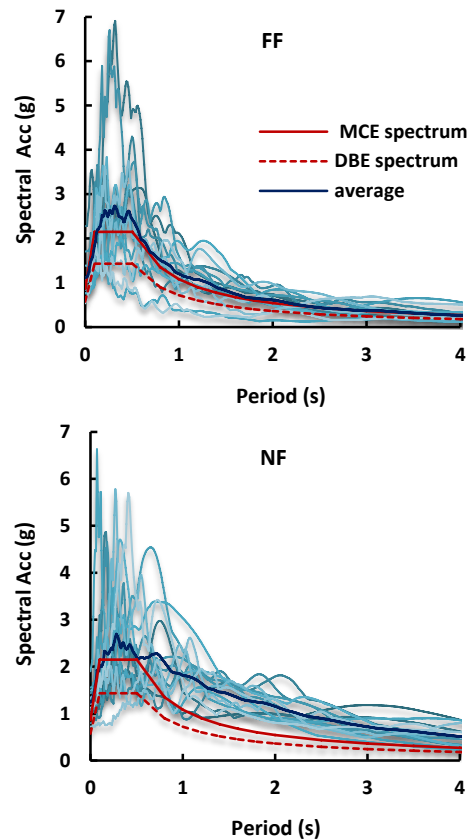 7
FF
6
MCE spectrum
5
DBE spectrum
4
average
3
2
1
0
Spectral Acc (g)
0 1 2 3 4
Period (s)
7
NF
6
5
4
3
2
1
0
Spectral Acc (g)
0 1 2 3 4
Period (s)